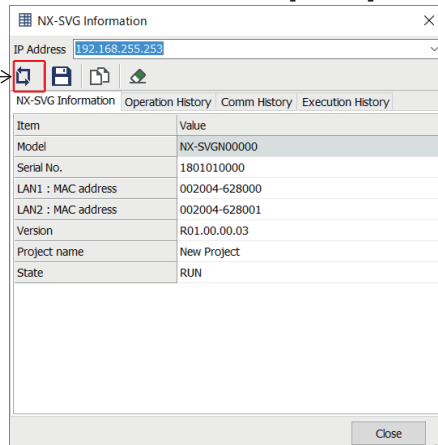 NX-SVG Information
IP Address 192.168.255.253
NX-SVG Information Operation History Comm History Execution History
Item Value
Model NX-SVGN00000
Serial No. 1801010000
LAN1 : MAC address 002004-628000
LAN2 : MAC address 002004-628001
Version R01.00.00.03
Project name New Project
State RUN
Close